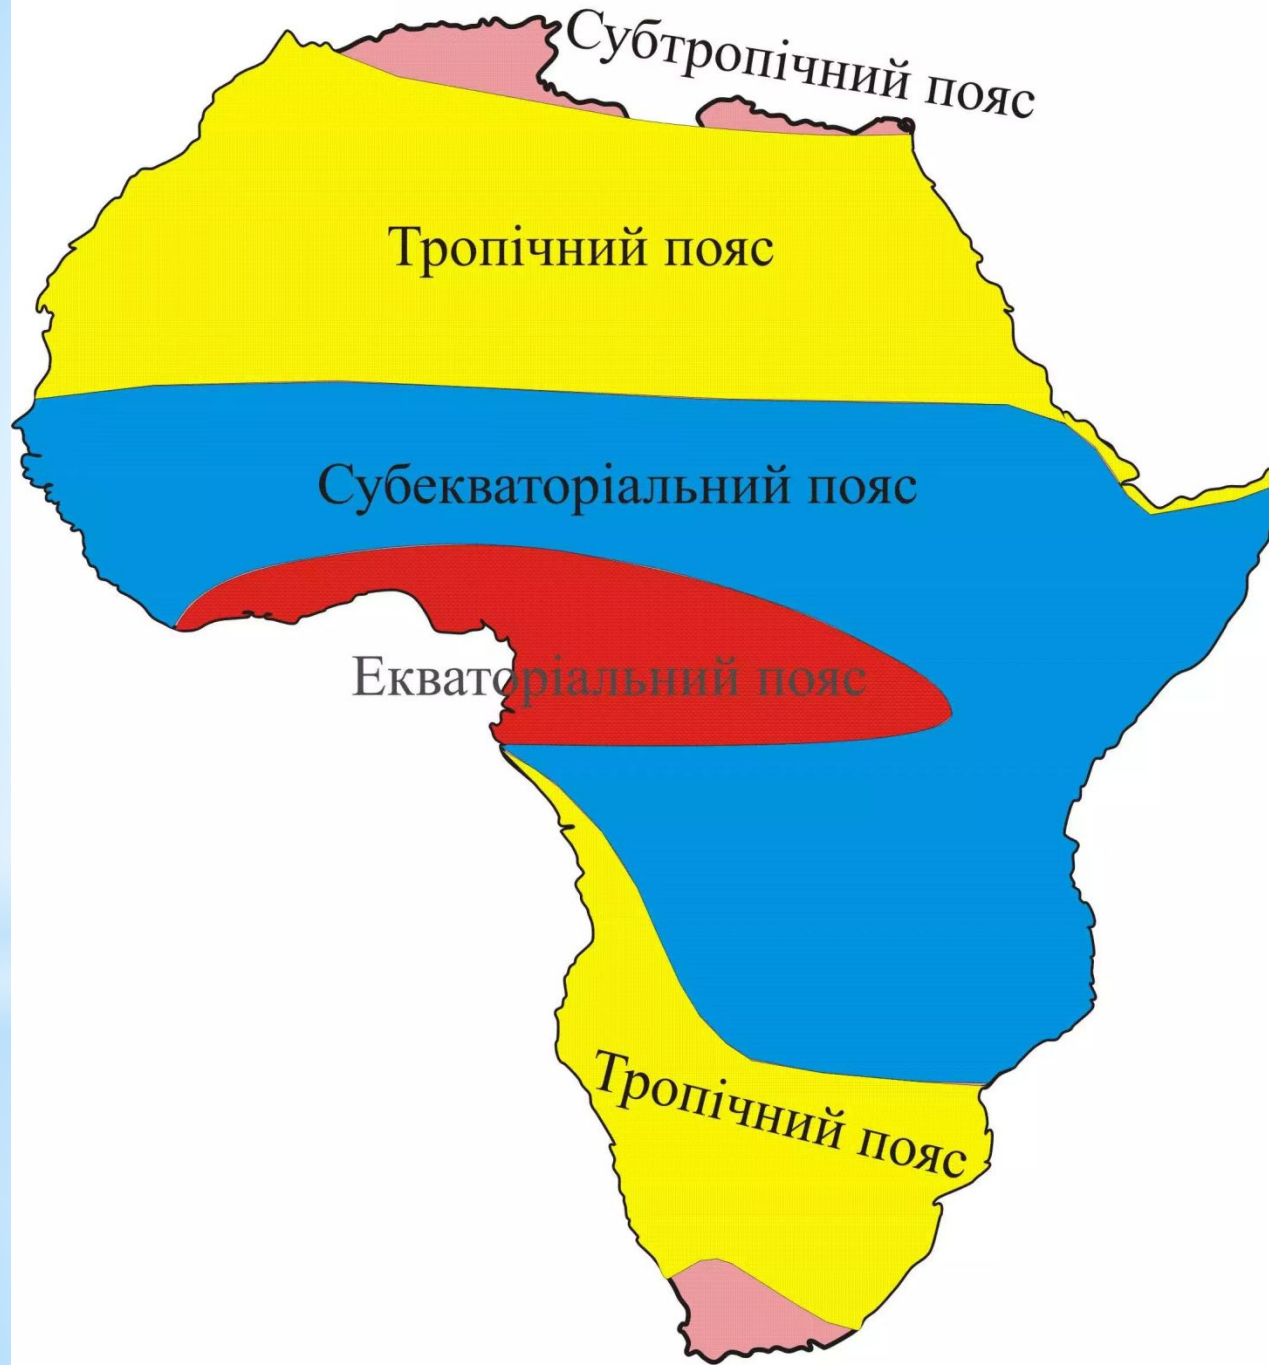 Субтропічний пояс
Тропічний пояс
Субекваторіальний пояс
Екваторіальний пояс
Тропічний пояс